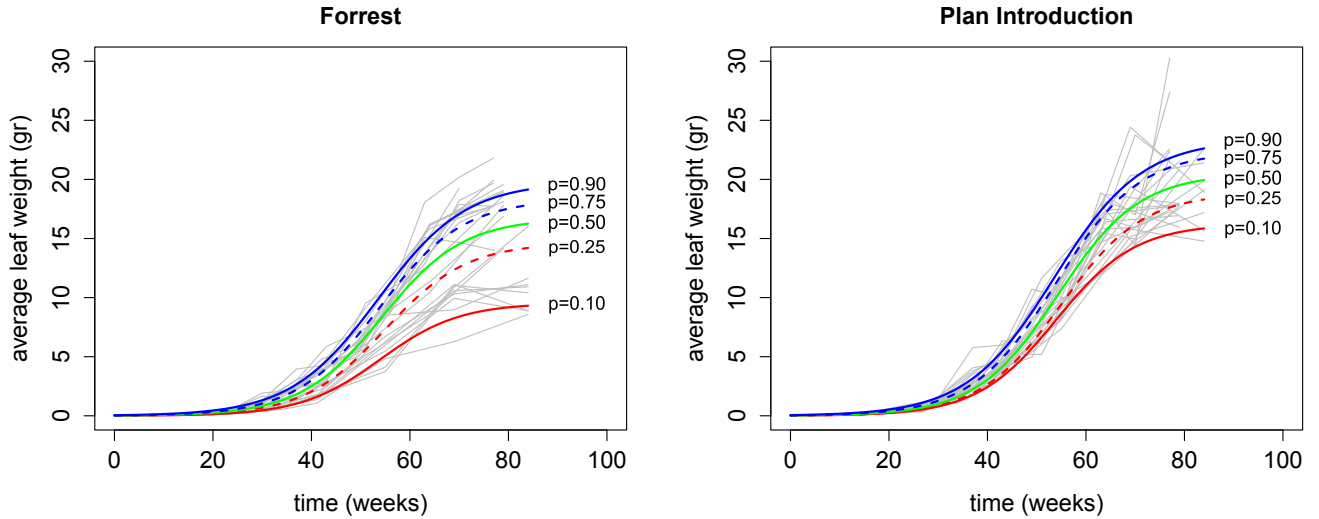 Forrest
average leaf weight (gr)
30
25
20
15
10
5
0
p=0.90
p=0.75
p=0.50
p=0.25
p=0.10
0 20 40 60 80 100
time (weeks)
Plan Introduction
average leaf weight (gr)
30
25
20
15
10
5
0
p=0.90
p=0.75
p=0.50
p=0.25
p=0.10
0 20 40 60 80 100
time (weeks)